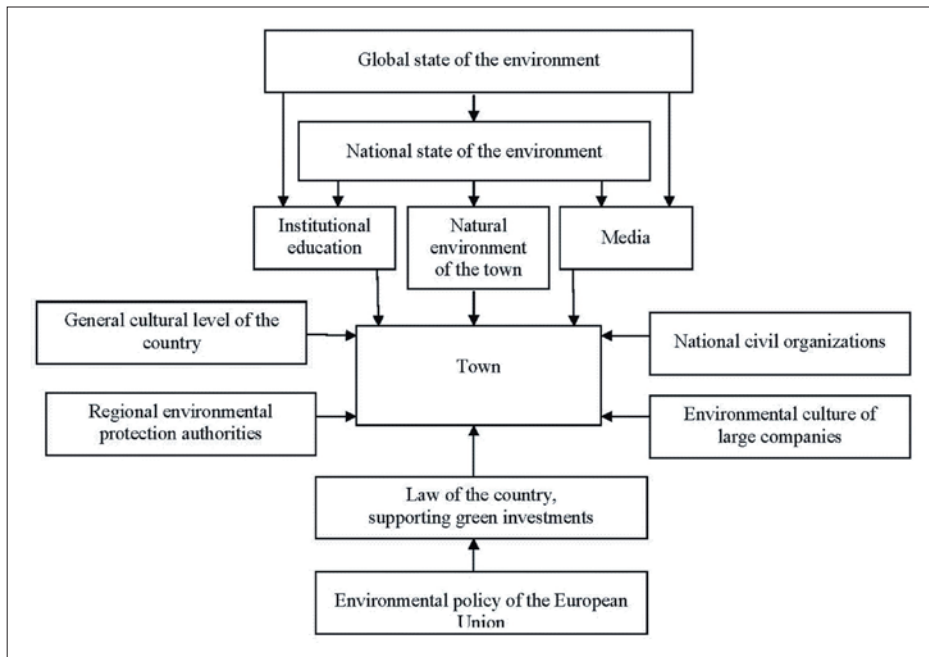 Global state of the environment
National state of the environment
Institutional
education
Natural
environment
of the town
Media
General cultural level of the
country
Town
National civil organizations
Regional environmental
protection authorities
Environmental culture of
large companies
Law of the country,
supporting green investments
Environmental policy of the European
Union